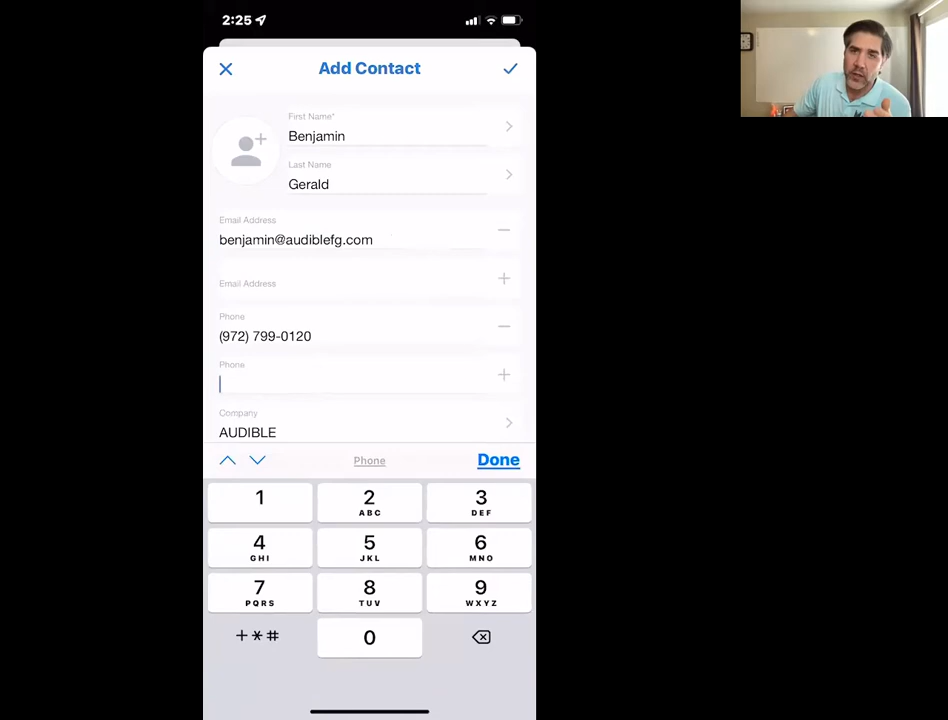 2:25
Add Contact
First Name*
Benjamin
Last Name
Gerald
Email Address
benjamin@audiblefg.com
Email Address
Phone
(972) 799-0120
Phone
Company
AUDIBLE
Phone
Done
1
2
ABC
3
DEF
4
GHI
5
JKL
6
MNO
7
PQRS
8
TUV
9
WXYZ
+*#
0